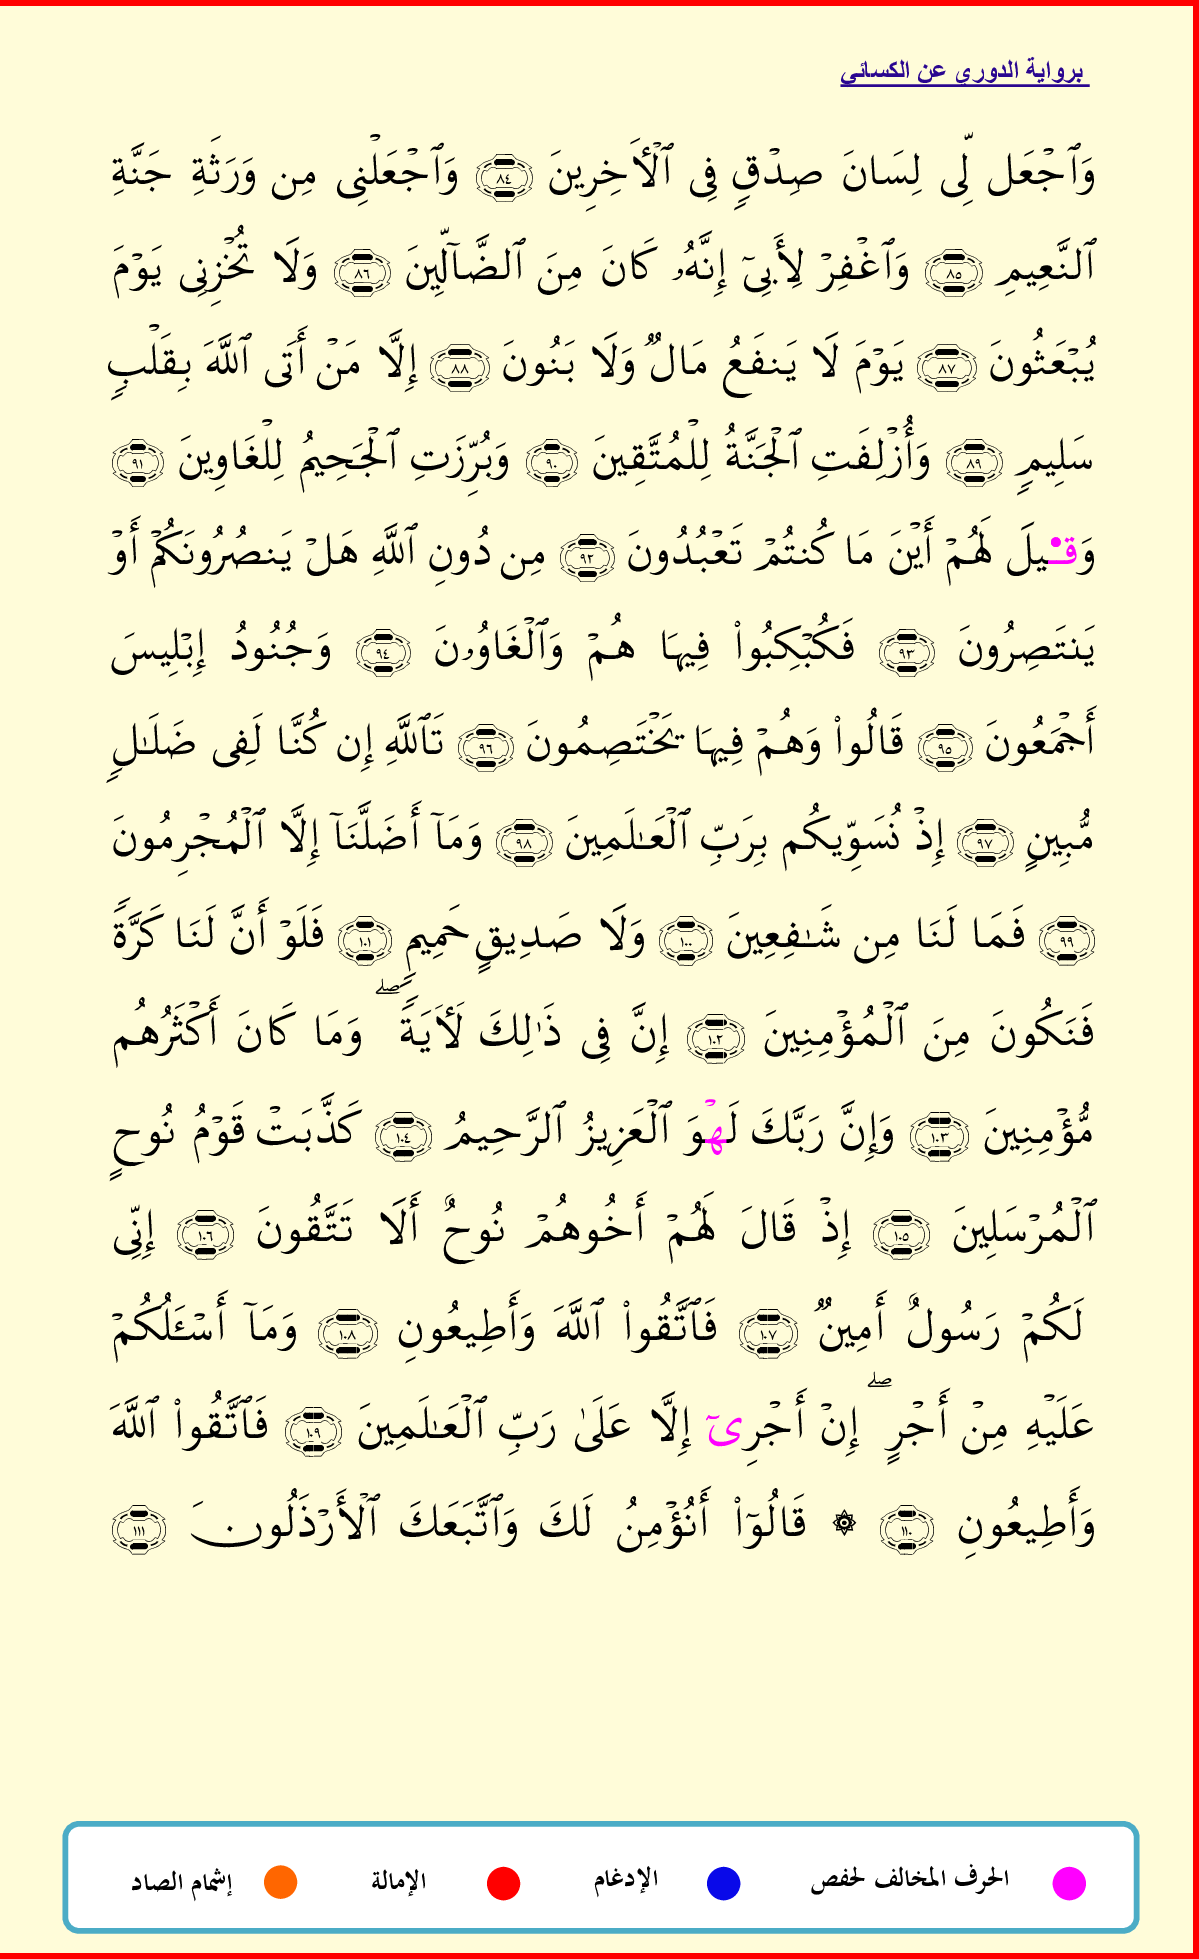 برواية الدوري عن الكسائي
وَٱجۡعَل لِّى لِسَانَ صِدۡقٍ فِى ٱلۡأَخِرِينَ ٨٤ وَٱجۡعَلۡنِى مِن وَرَثَةِ جَنَّةِ
ٱلنَّعِيمِ ٨٥ وَٱغۡفِرۡ لِأَبِىٓ إِنَّهُۥ كَانَ مِنَ ٱلضَّآلِّينَ ٨٦ وَلَا تُخۡزِنِى يَوۡمَ
يُبۡعَثُونَ ٨٧ يَوۡمَ لَا يَنفَعُ مَالٌ وَلَا بَنُونَ ٨٨ إِلَّا مَنۡ أَتَى ٱللَّهَ بِقَلۡبٍ
سَلِيمٍ ٨٩ وَأُزۡلِفَتِ ٱلۡجَنَّةُ لِلۡمُتَّقِينَ ٩٠ وَبُرِّزَتِ ٱلۡجَحِيمُ لِلۡغَاوِينَ ٩١
وَقِيلَ لَهُمۡ أَيۡنَ مَا كُنتُمۡ تَعۡبُدُونَ ٩٢ مِن دُونِ ٱللَّهِ هَلۡ يَنصُرُونَكُمۡ أَوۡ
يَنتَصِرُونَ ٩٣ فَكُبۡكِبُواْ فِيهَا هُمۡ وَٱلۡغَاوُۥنَ ٩٤ وَجُنُودُ إِبۡلِيسَ
أَجۡمَعُونَ ٩٥ قَالُواْ وَهُمۡ فِيهَا يَخۡتَصِمُونَ ٩٦ تَٱللَّهِ إِن كُنَّا لَفِى ضَلَٰلٍ
مُّبِينٍ ٩٧ إِذۡ نُسَوِّيكُم بِرَبِّ ٱلۡعَٰلَمِينَ ٩٨ وَمَآ أَضَلَّنَآ إِلَّا ٱلۡمُجۡرِمُونَ
٩٩ فَمَا لَنَا مِن شَٰفِعِينَ ١٠٠ وَلَا صَدِيقٍ حَمِيمٍ ١٠١ فَلَوۡ أَنَّ لَنَا كَرَّةً
فَنَكُونَ مِنَ ٱلۡمُؤۡمِنِينَ ١٠٢ إِنَّ فِى ذَٰلِكَ لَأَيَةً ۖ وَمَا كَانَ أَكۡثَرُهُم
مُّؤۡمِنِينَ ١٠٣ وَإِنَّ رَبَّكَ لَهۡوَ ٱلۡعَزِيزُ ٱلرَّحِيمُ ١٠٤ كَذَّبَتۡ قَوۡمُ نُوحٍ
ٱلۡمُرۡسَلِينَ ١٠٥ إِذۡ قَالَ لَهُمۡ أَخُوهُمۡ نُوحٌ أَلَا تَتَّقُونَ ١٠٦ إِنِّى
لَكُمۡ رَسُولٌ أَمِينٌ ١٠٧ فَٱتَّقُواْ ٱللَّهَ وَأَطِيعُونِ ١٠٨ وَمَآ أَسۡـَٔلُكُمۡ
عَلَيۡهِ مِنۡ أَجۡرٍ ۖ إِنۡ أَجۡرِىٓ إِلَّا عَلَىٰ رَبِّ ٱلۡعَٰلَمِينَ ١٠٩ فَٱتَّقُواْ ٱللَّهَ
وَأَطِيعُونِ ١١٠ ۞ قَالُوٓاْ أَنُؤۡمِنُ لَكَ وَٱتَّبَعَكَ ٱلۡأَرۡذَلُونَ ١١١
الحرف المخالف لحفص الإدغام الإمالة إشمام الصاد